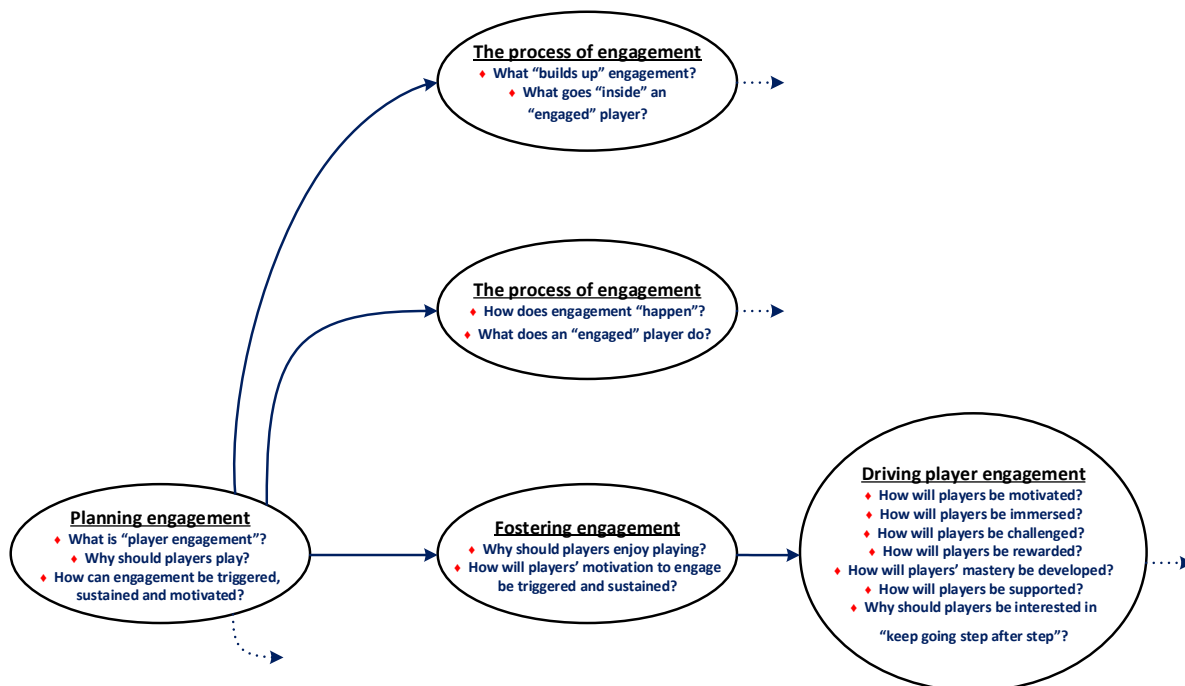 The process of engagement
♦ What “builds up” engagement?
♦ What goes “inside” an
“engaged” player?
The process of engagement
♦ How does engagement “happen”?
♦ What does an “engaged” player do?
Planning engagement
♦ What is “player engagement”?
♦ Why should players play?
♦ How can engagement be triggered,
sustained and motivated?
Fostering engagement
♦ Why should players enjoy playing?
♦ How will players’ motivation to engage
be triggered and sustained?
Driving player engagement
♦ How will players be motivated?
♦ How will players be immersed?
♦ How will players be challenged?
♦ How will players be rewarded?
♦ How will players’ mastery be developed?
♦ How will players be supported?
♦ Why should players be interested in
“keep going step after step”?